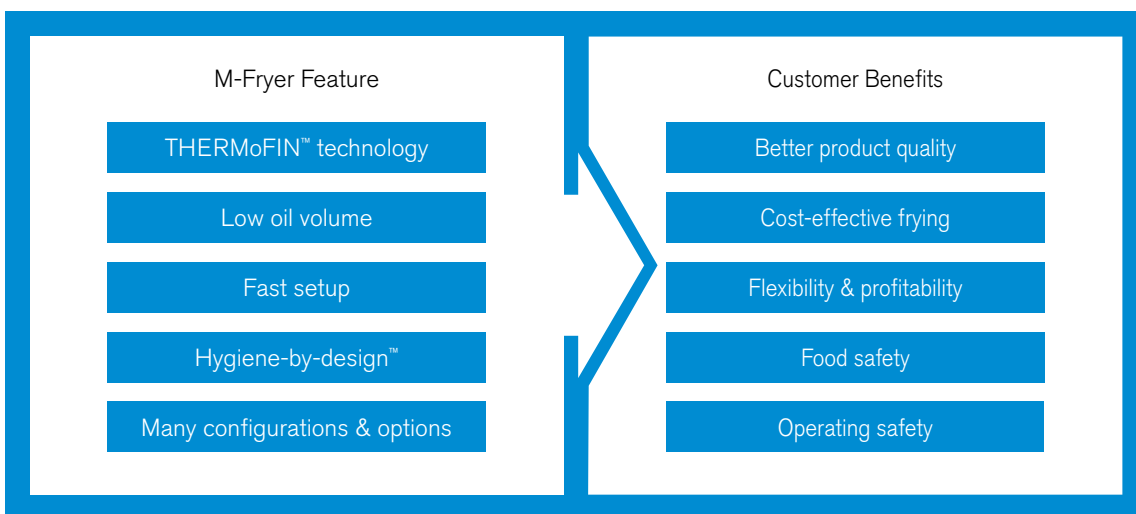 M-Fryer Feature
THERMoFIN™ technology
Low oil volume
Fast setup
Hygiene-by-design™
Many configurations & options
Customer Benefits
Better product quality
Cost-effective frying
Flexibility & profitability
Food safety
Operating safety